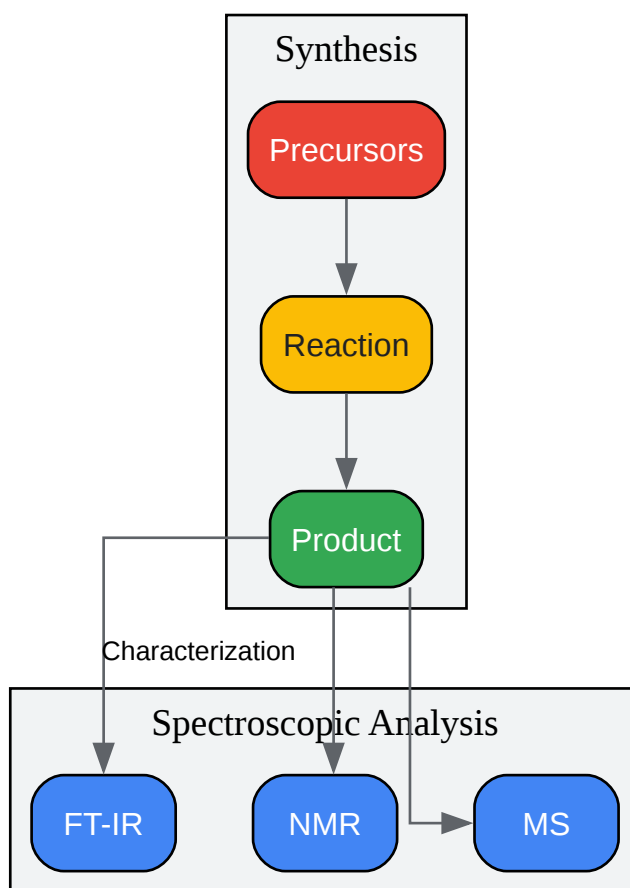 Synthesis
Precursors
Reaction
Product
Characterization
Spectroscopic Analysis
FT-IR
NMR
MS